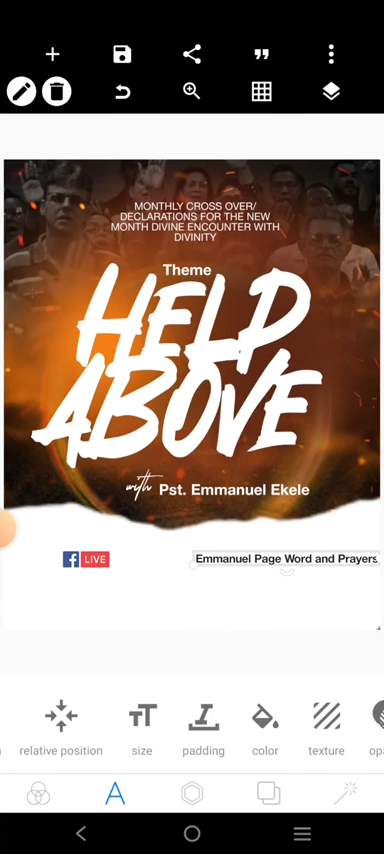 MONTHLY CROSS OVER/
DECLARATIONS FOR THE NEW
MONTH DIVINE ENCOUNTER WITH
DIVINITY
Theme
HELP
ABOVE
with Pst. Emmanuel Ekele
f LIVE
Emmanuel Page Word and Prayers
relative position
size
padding
color
texture
opa